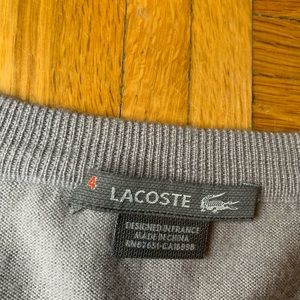 4
LACOSTE
DESIGNED IN FRANCE
MADE IN CHINA